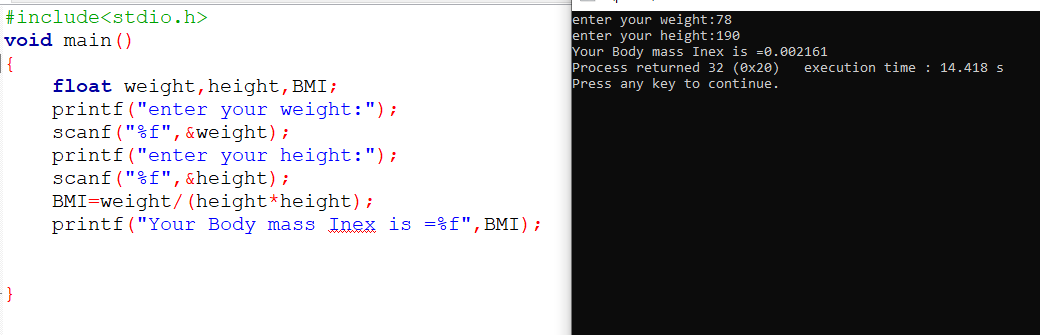 #include<stdio.h>
void main()
{
float weight,height,BMI;
printf("enter your weight:");
scanf("%f",&weight);
printf("enter your height:");
scanf("%f",&height);
BMI=weight/(height*height);
printf("Your Body mass Inex is =%f",BMI);
}
enter your weight:78
enter your height:190
Your Body mass Inex is =0.002161
Process returned 32 (0x20)   execution time : 14.418 s
Press any key to continue.